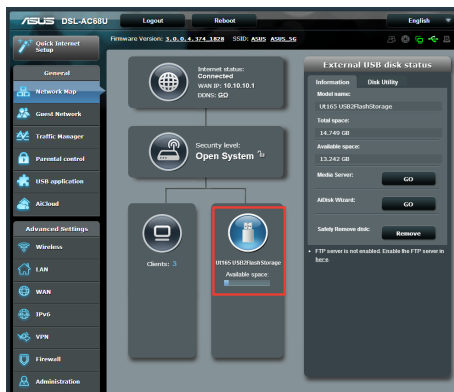 ASUS DSL-AC68U
Logout
Reboot
English
Quick Internet
Setup
Firmware Version: 3.0.0.4.374_1828 SSID: ASUS ASUS_5G
General
Network Map
Guest Network
Traffic Manager
Parental control
USB application
AiCloud
Advanced Settings
Wireless
LAN
WAN
IPv6
VPN
Firewall
Administration
Internet status:
Connected
WAN IP: 10.10.10.1
DDNS: GO
Security level:
Open System
Clients: 3
Ut165 USB2FlashStorage
Available space:
External USB disk status
Information
Disk Utility
Model name:
Ut165 USB2FlashStorage
Total space:
14.749 GB
Available space:
13.242 GB
Media Server:
GO
AiDisk Wizard:
GO
Safely Remove disk:
Remove
• FTP server is not enabled. Enable the FTP server in
here.